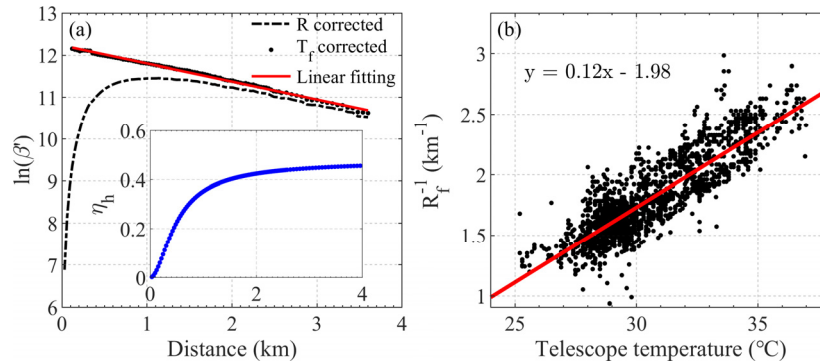 (a)
R corrected
T_f corrected
Linear fitting
ln(β')
13
12
11
10
9
8
7
6
η_h
0.6
0.4
0.2
0
0 2 4
0 1 2 3 4
Distance (km)
(b)
y = 0.12x - 1.98
R_f^-1 (km^-1)
3
2.5
2
1.5
1
25 30 35
Telescope temperature (°C)